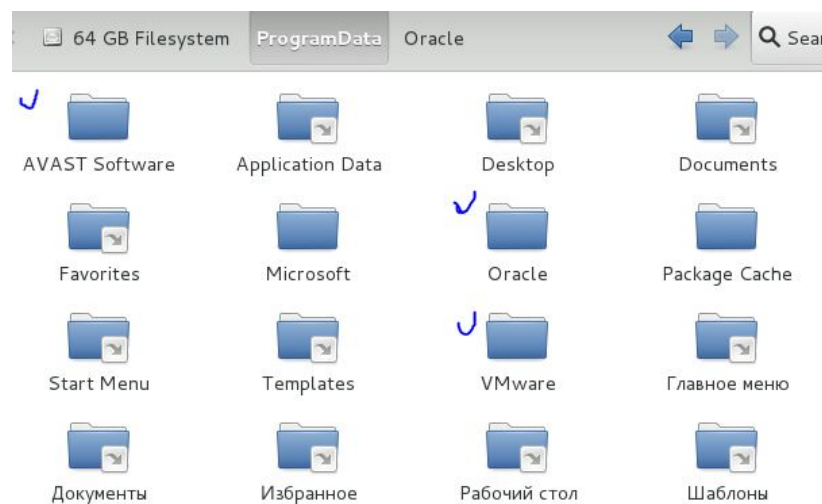 64 GB Filesystem ProgramData Oracle Sear
AVAST Software Application Data Desktop Documents
Favorites Microsoft Oracle Package Cache
Start Menu Templates VMware Главное меню
Документы Избранное Рабочий стол Шаблоны